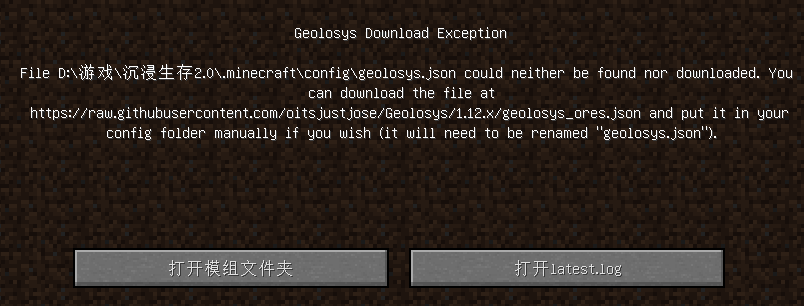 Geolosys Download Exception
File D:\游戏\沉浸生存2.0\.minecraft\config\geolosys.json could neither be found nor downloaded. You
can download the file at
https://raw.githubusercontent.com/oitsjustjose/Geolosys/1.12.x/geolosys_ores.json and put it in your
config folder manually if you wish (it will need to be renamed "geolosys.json").
打开模组文件夹
打开latest.log